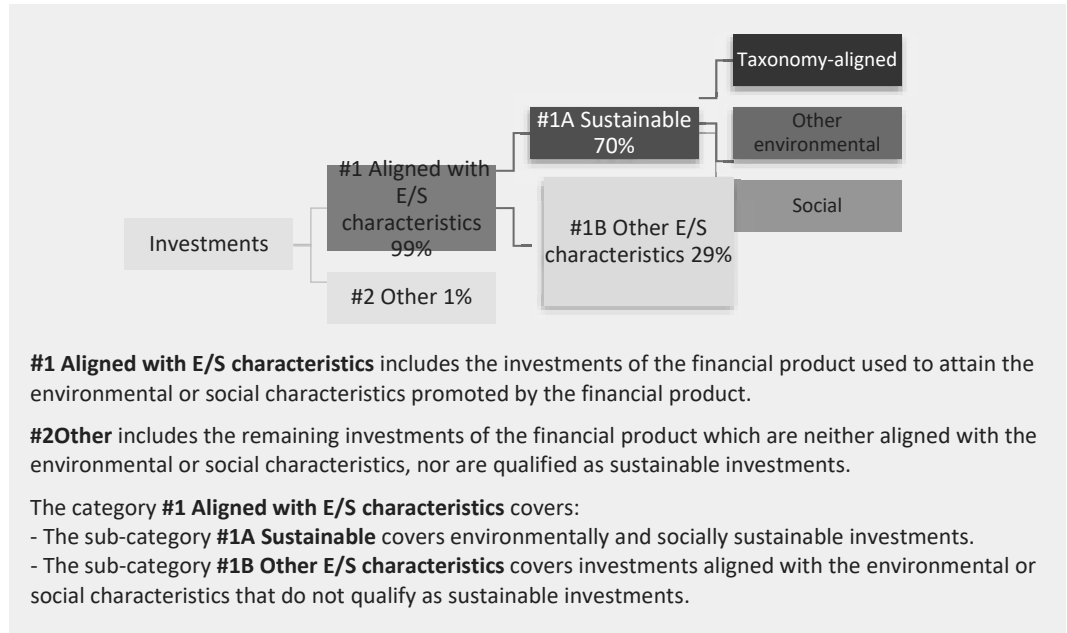 Taxonomy-aligned
#1A Sustainable
70%
Other
environmental
#1 Aligned with
E/S
characteristics
99%
Social
#1B Other E/S
characteristics 29%
Investments
#2 Other 1%
#1 Aligned with E/S characteristics includes the investments of the financial product used to attain the
environmental or social characteristics promoted by the financial product.
#2Other includes the remaining investments of the financial product which are neither aligned with the
environmental or social characteristics, nor are qualified as sustainable investments.
The category #1 Aligned with E/S characteristics covers:
- The sub-category #1A Sustainable covers environmentally and socially sustainable investments.
- The sub-category #1B Other E/S characteristics covers investments aligned with the environmental or
social characteristics that do not qualify as sustainable investments.